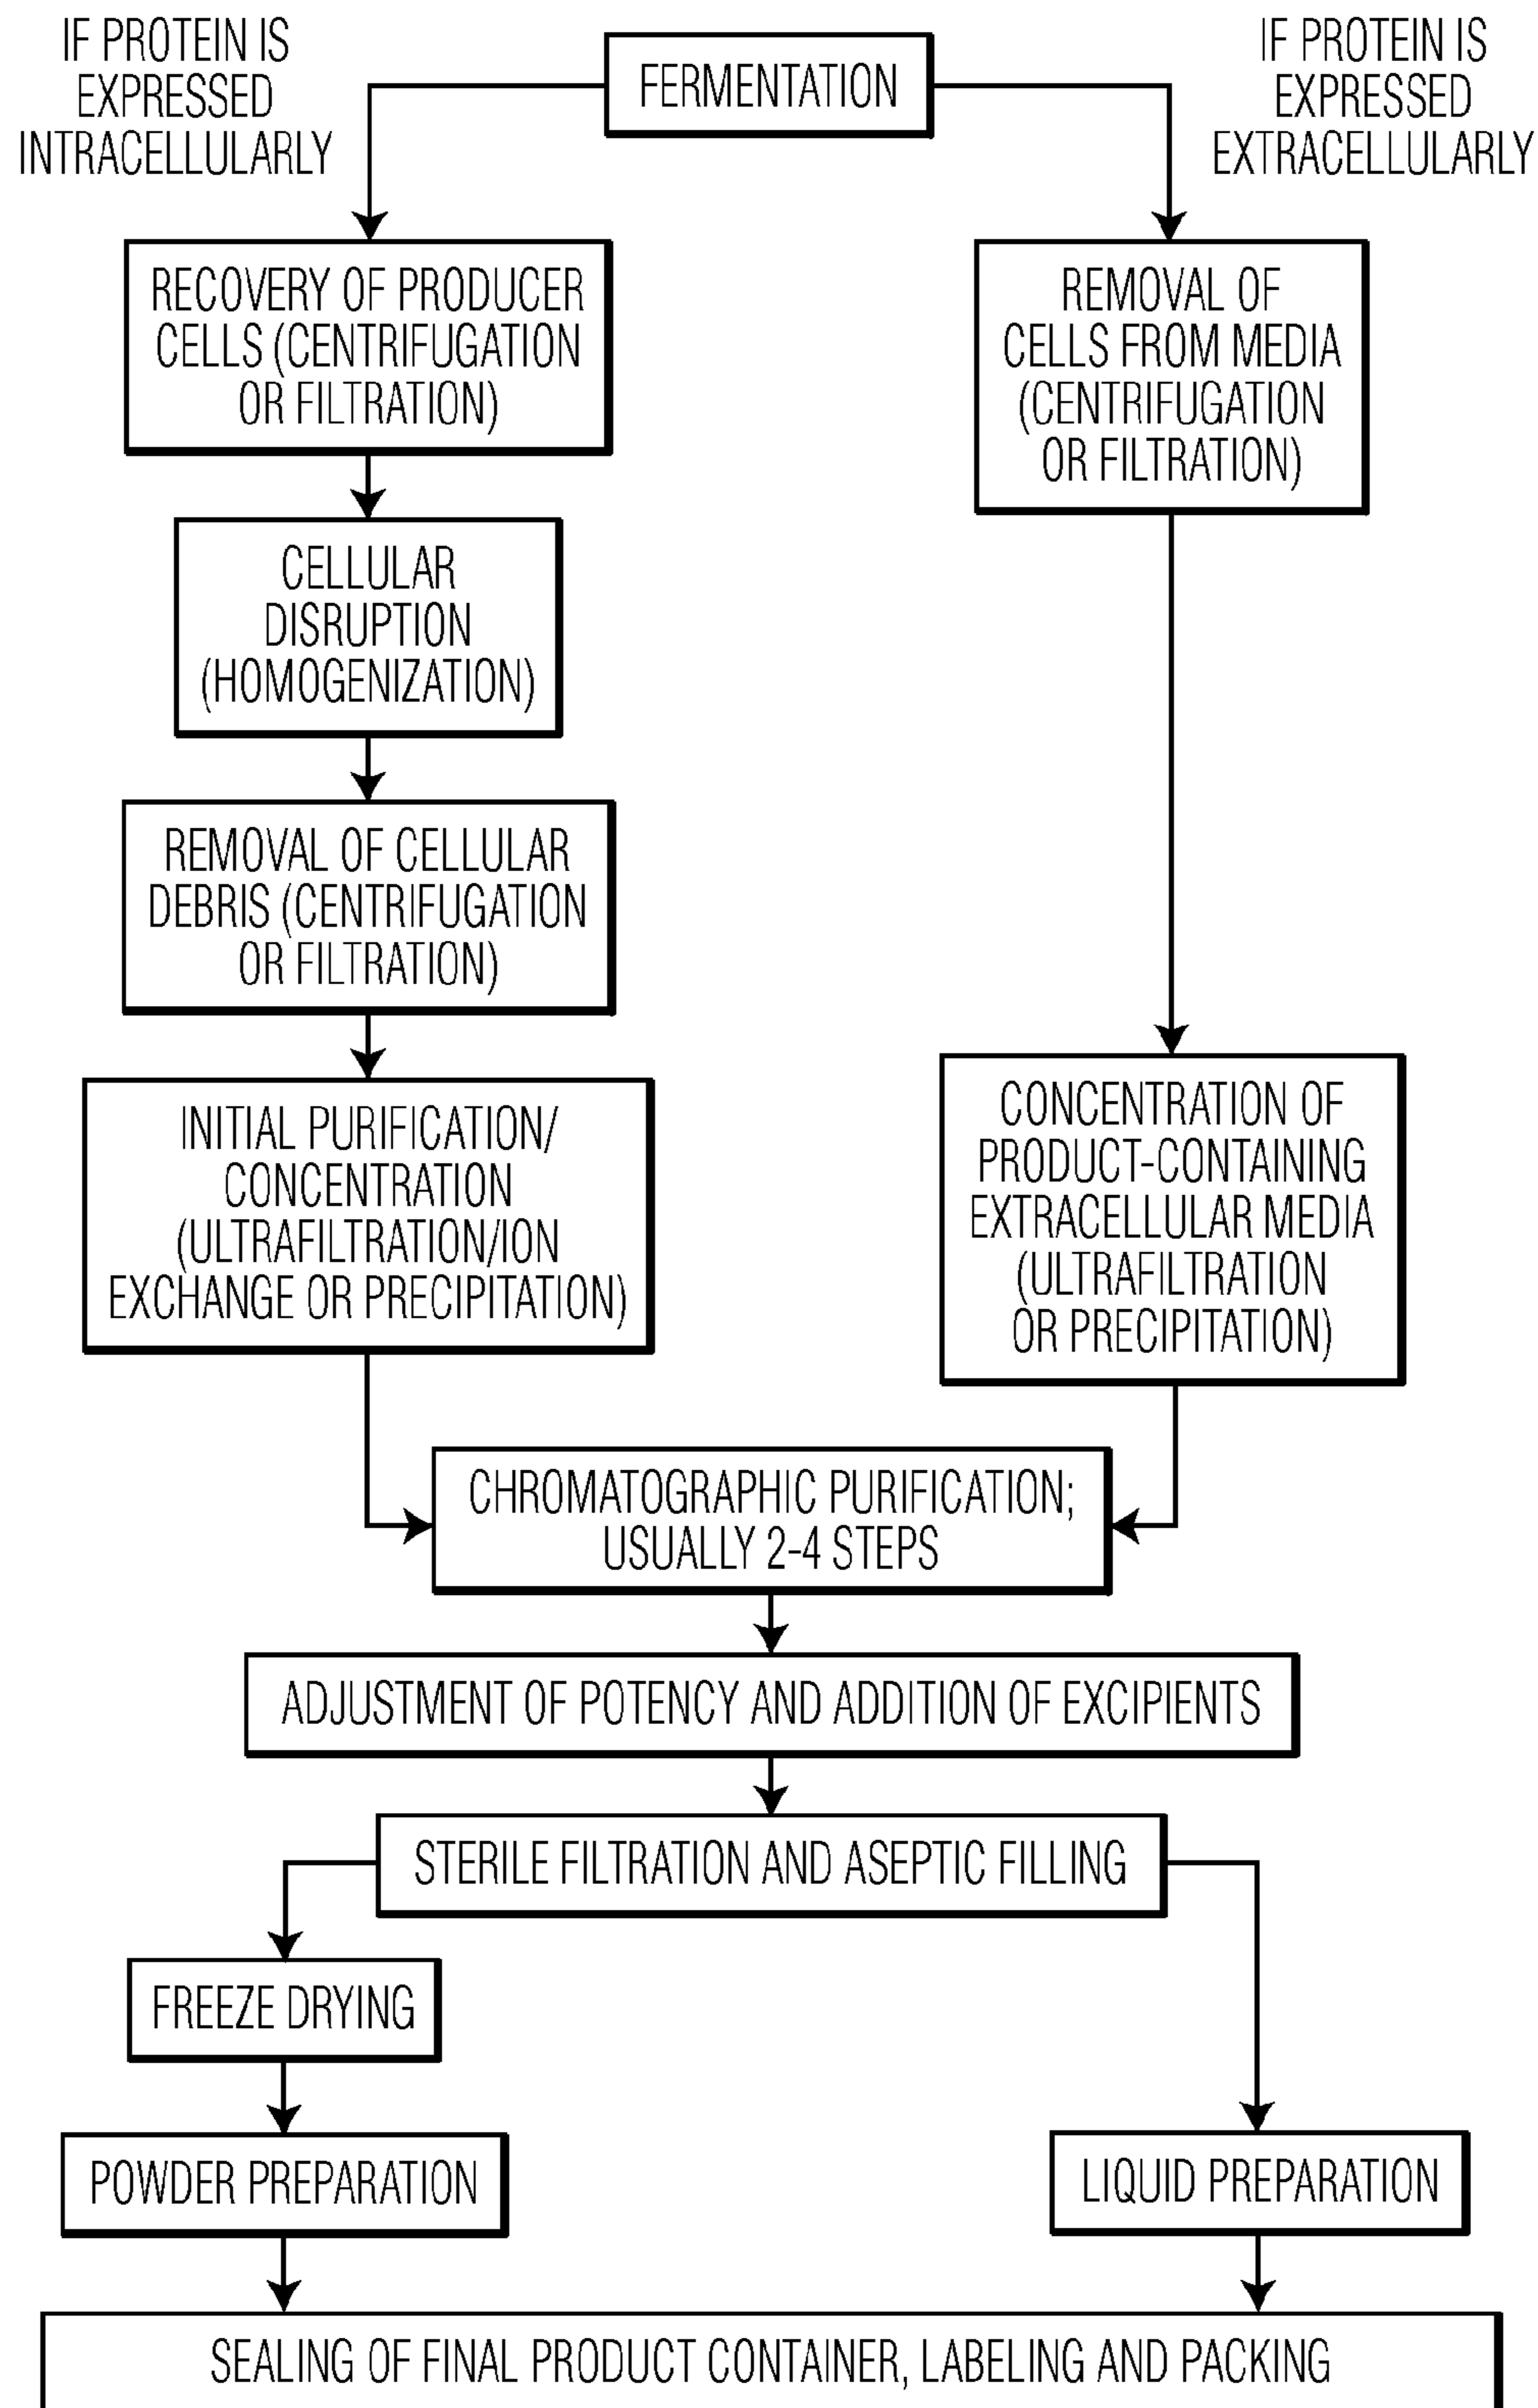 IF PROTEIN IS
EXPRESSED
INTRACELLULARLY
FERMENTATION
IF PROTEIN IS
EXPRESSED
EXTRACELLULARLY
RECOVERY OF PRODUCER
CELLS (CENTRIFUGATION
OR FILTRATION)
REMOVAL OF
CELLS FROM MEDIA
(CENTRIFUGATION
OR FILTRATION)
CELLULAR
DISRUPTION
(HOMOGENIZATION)
REMOVAL OF CELLULAR
DEBRIS (CENTRIFUGATION
OR FILTRATION)
INITIAL PURIFICATION/
CONCENTRATION
(ULTRAFILTRATION/ION
EXCHANGE OR PRECIPITATION)
CONCENTRATION OF
PRODUCT-CONTAINING
EXTRACELLULAR MEDIA
(ULTRAFILTRATION
OR PRECIPITATION)
CHROMATOGRAPHIC PURIFICATION;
USUALLY 2-4 STEPS
ADJUSTMENT OF POTENCY AND ADDITION OF EXCIPIENTS
STERILE FILTRATION AND ASEPTIC FILLING
FREEZE DRYING
POWDER PREPARATION
LIQUID PREPARATION
SEALING OF FINAL PRODUCT CONTAINER, LABELING AND PACKING